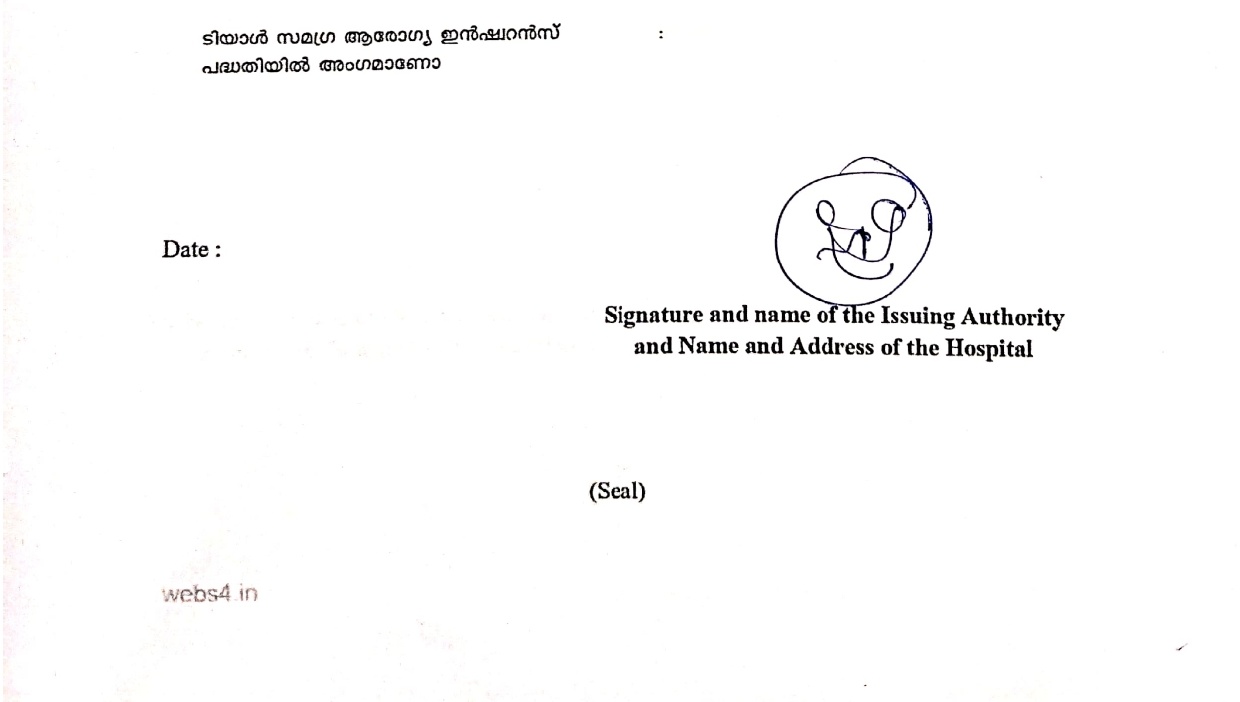 ടിയാൾ സമഗ്ര ആരോഗ്യ ഇൻഷ്വറൻസ് :
പദ്ധതിയിൽ അംഗമാണോ
Date :
Signature and name of the Issuing Authority
and Name and Address of the Hospital
(Seal)
webs4.in